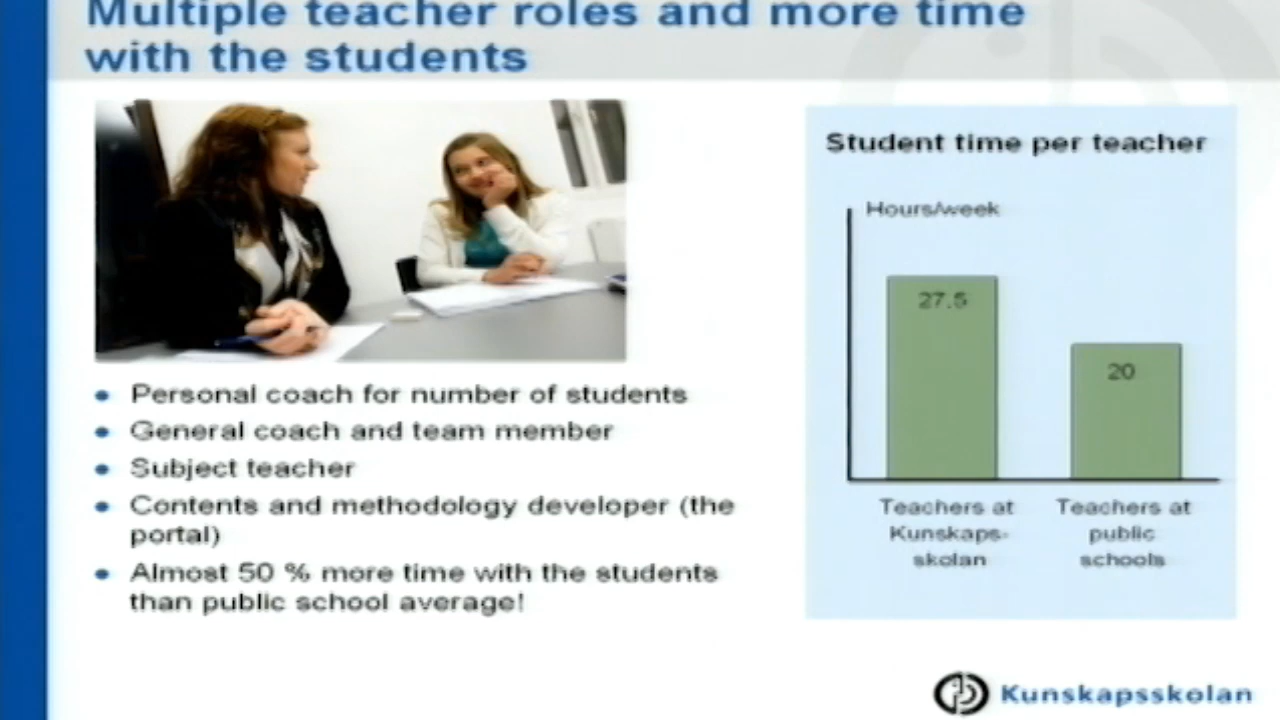 Multiple teacher roles and more time
with the students
Personal coach for number of students
General coach and team member
Subject teacher
Contents and methodology developer (the
portal)
Almost 50 % more time with the students
than public school average!
Student time per teacher
Hours/week
27.5
20
Teachers at
Kunskaps-
skolan
Teachers at
public
schools
Kunskapsskolan